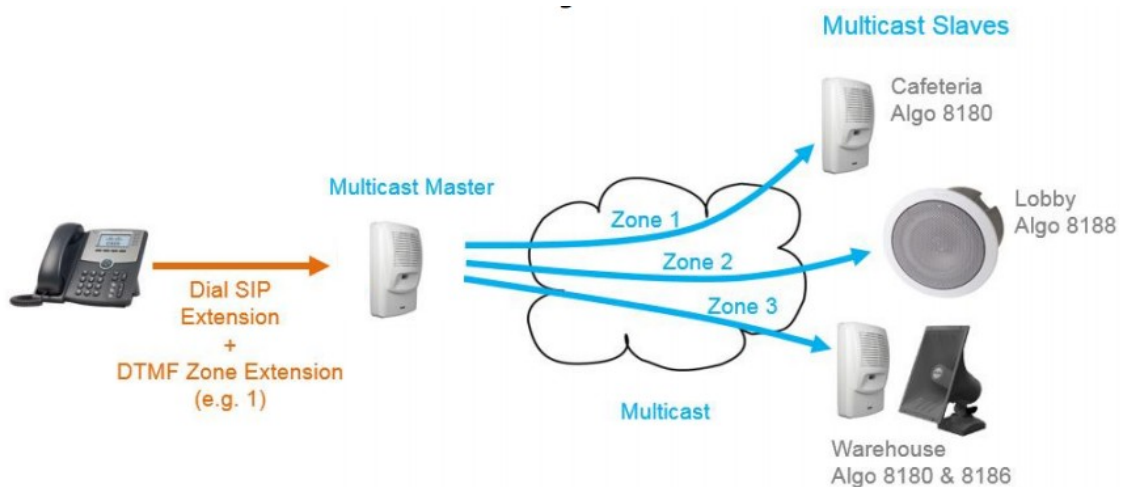 Multicast Slaves
Cafeteria
Algo 8180
Multicast Master
Zone 1
Lobby
Algo 8188
Zone 2
Dial SIP
Extension
+
DTMF Zone Extension
(e.g. 1)
Zone 3
Multicast
Warehouse
Algo 8180 & 8186